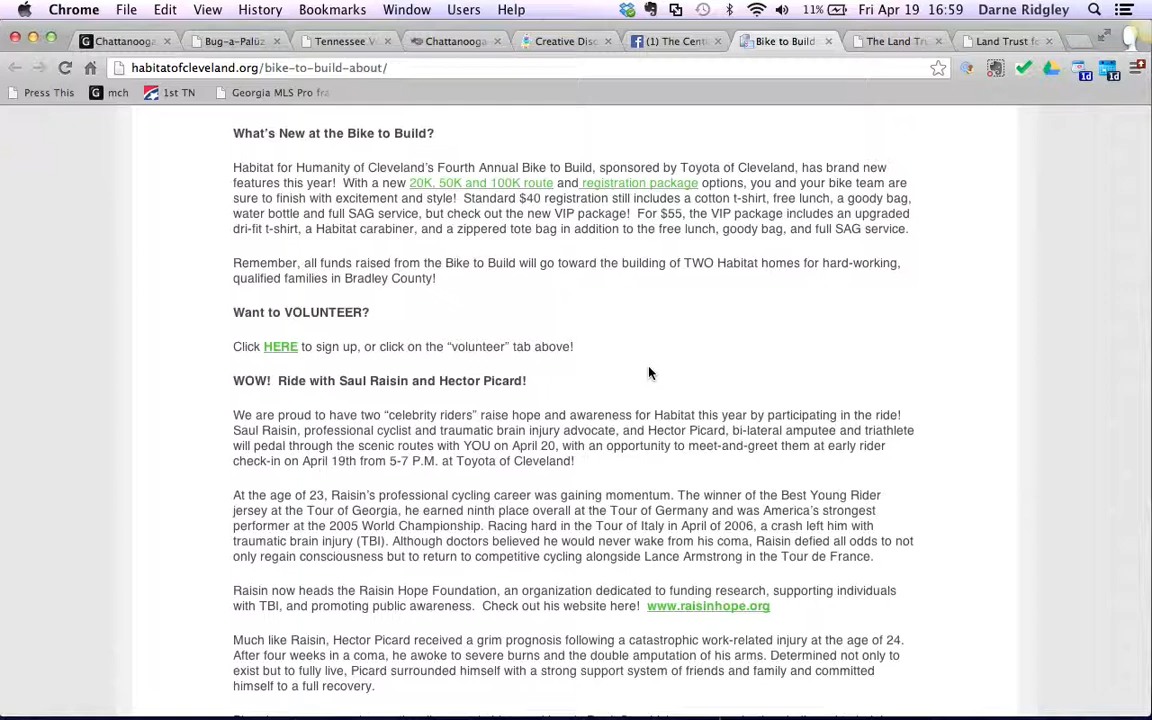 Chrome File Edit View History Bookmarks Window Users Help 11% Fri Apr 19 16:59 Darne Ridgley
G Chattanooga Bug-a-Palüz Tennessee V Chattanooga Creative Disc (1) The Cent Bike to Build The Land Tru Land Trust fo
habitatofcleveland.org/bike-to-build-about/
Press This G mch 1st TN Georgia MLS Pro fra 1d 1d
What's New at the Bike to Build?
Habitat for Humanity of Cleveland's Fourth Annual Bike to Build, sponsored by Toyota of Cleveland, has brand new
features this year! With a new 20K, 50K and 100K route and registration package options, you and your bike team are
sure to finish with excitement and style! Standard $40 registration still includes a cotton t-shirt, free lunch, a goody bag,
water bottle and full SAG service, but check out the new VIP package! For $55, the VIP package includes an upgraded
dri-fit t-shirt, a Habitat carabiner, and a zippered tote bag in addition to the free lunch, goody bag, and full SAG service.
Remember, all funds raised from the Bike to Build will go toward the building of TWO Habitat homes for hard-working,
qualified families in Bradley County!
Want to VOLUNTEER?
Click HERE to sign up, or click on the “volunteer” tab above!
WOW! Ride with Saul Raisin and Hector Picard!
We are proud to have two “celebrity riders” raise hope and awareness for Habitat this year by participating in the ride!
Saul Raisin, professional cyclist and traumatic brain injury advocate, and Hector Picard, bi-lateral amputee and triathlete
will pedal through the scenic routes with YOU on April 20, with an opportunity to meet-and-greet them at early rider
check-in on April 19th from 5-7 P.M. at Toyota of Cleveland!
At the age of 23, Raisin's professional cycling career was gaining momentum. The winner of the Best Young Rider
jersey at the Tour of Georgia, he earned ninth place overall at the Tour of Germany and was America's strongest
performer at the 2005 World Championship. Racing hard in the Tour of Italy in April of 2006, a crash left him with
traumatic brain injury (TBI). Although doctors believed he would never wake from his coma, Raisin defied all odds to not
only regain consciousness but to return to competitive cycling alongside Lance Armstrong in the Tour de France.
Raisin now heads the Raisin Hope Foundation, an organization dedicated to funding research, supporting individuals
with TBI, and promoting public awareness. Check out his website here! www.raisinhope.org
Much like Raisin, Hector Picard received a grim prognosis following a catastrophic work-related injury at the age of 24.
After four weeks in a coma, he awoke to severe burns and the double amputation of his arms. Determined not only to
exist but to fully live, Picard surrounded himself with a strong support system of friends and family and committed
himself to a full recovery.